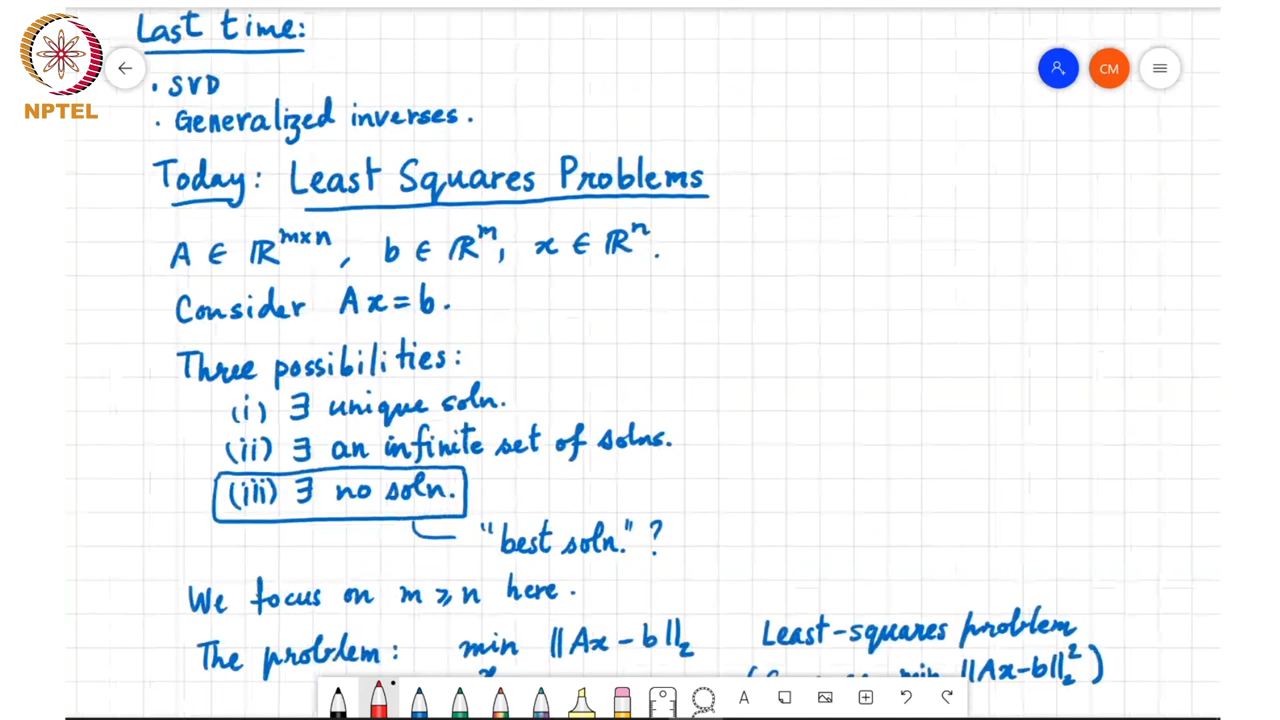 Last time:
· SVD
· Generalized inverses.
Today: Least Squares Problems
A ∈ ℝ^{m×n}, b ∈ ℝ^m, x ∈ ℝ^n.
Consider Ax = b.
Three possibilities:
(i) ∃ unique soln.
(ii) ∃ an infinite set of solns.
(iii) ∃ no soln.
"best soln." ?
We focus on m ≥ n here.
The problem: min ‖Ax - b‖₂ Least-squares problem
x
min ‖Ax-b‖₂²)
NPTEL
CM
A